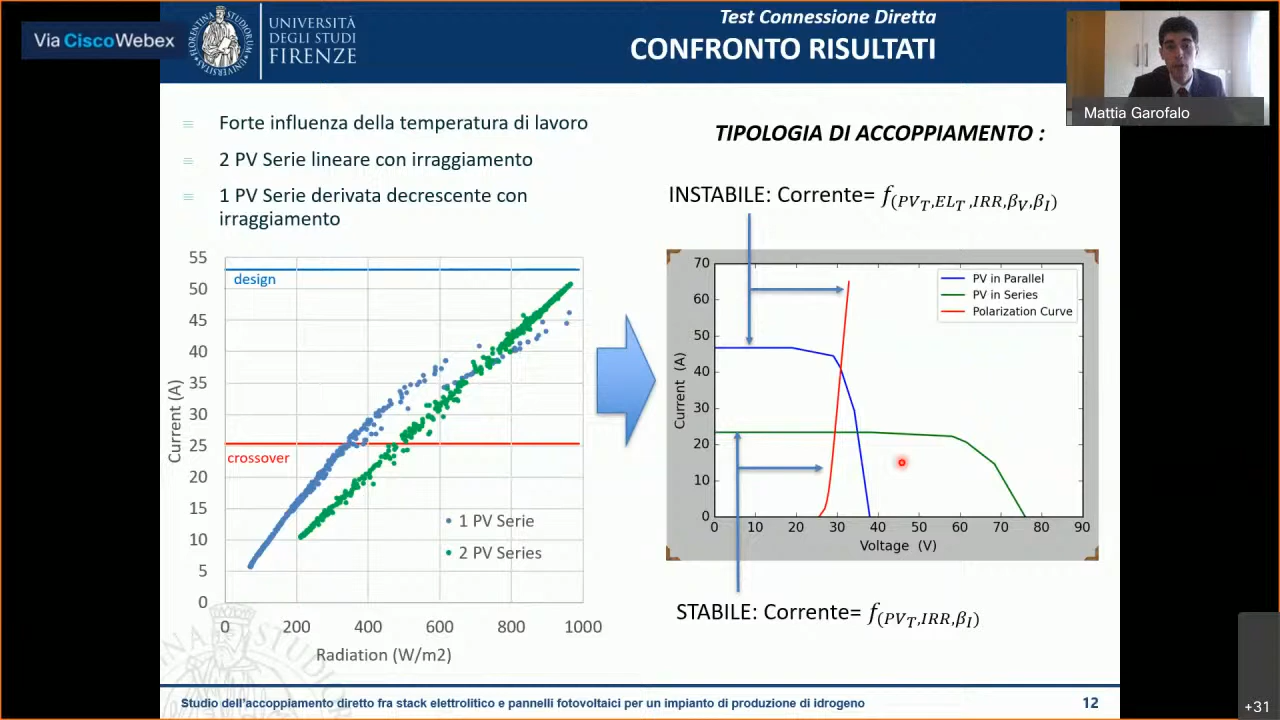 Via CiscoWebex
UNIVERSITÀ
DEGLI STUDI
FIRENZE
Test Connessione Diretta
CONFRONTO RISULTATI
Mattia Garofalo
Forte influenza della temperatura di lavoro
2 PV Serie lineare con irraggiamento
1 PV Serie derivata decrescente con
irraggiamento
TIPOLOGIA DI ACCOPPIAMENTO :
INSTABILE: Corrente= f(PV_T,EL_T,IRR,β_V,β_I)
55
50
45
40
35
30
25
20
15
10
5
0
design
crossover
Current (A)
1 PV Serie
2 PV Series
0 200 400 600 800 1000
Radiation (W/m2)
70
60
50
40
30
20
10
0
Current (A)
PV in Parallel
PV in Series
Polarization Curve
0 10 20 30 40 50 60 70 80 90
Voltage (V)
STABILE: Corrente= f(PV_T,IRR,β_I)
Studio dell'accoppiamento diretto fra stack elettrolitico e pannelli fotovoltaici per un impianto di produzione di idrogeno
12
+31